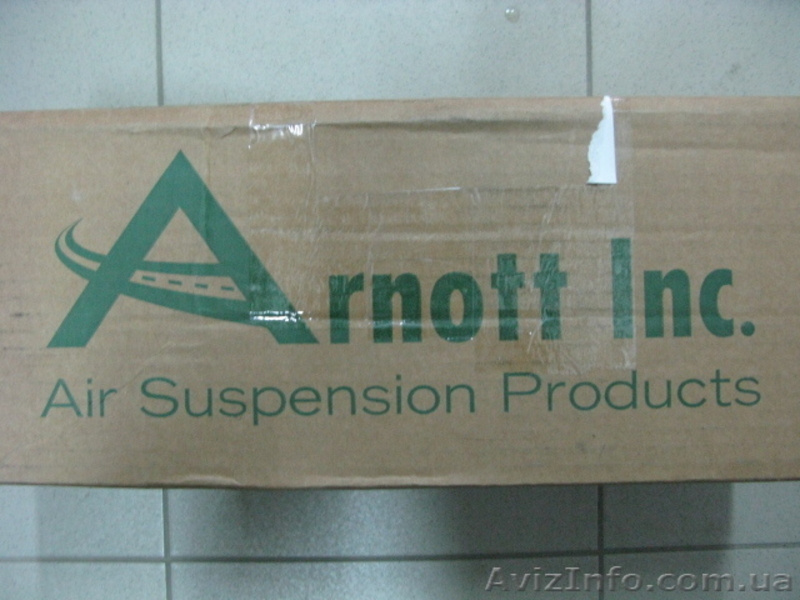 Arnott Inc.
Air Suspension Products
AvizInfo.com.ua